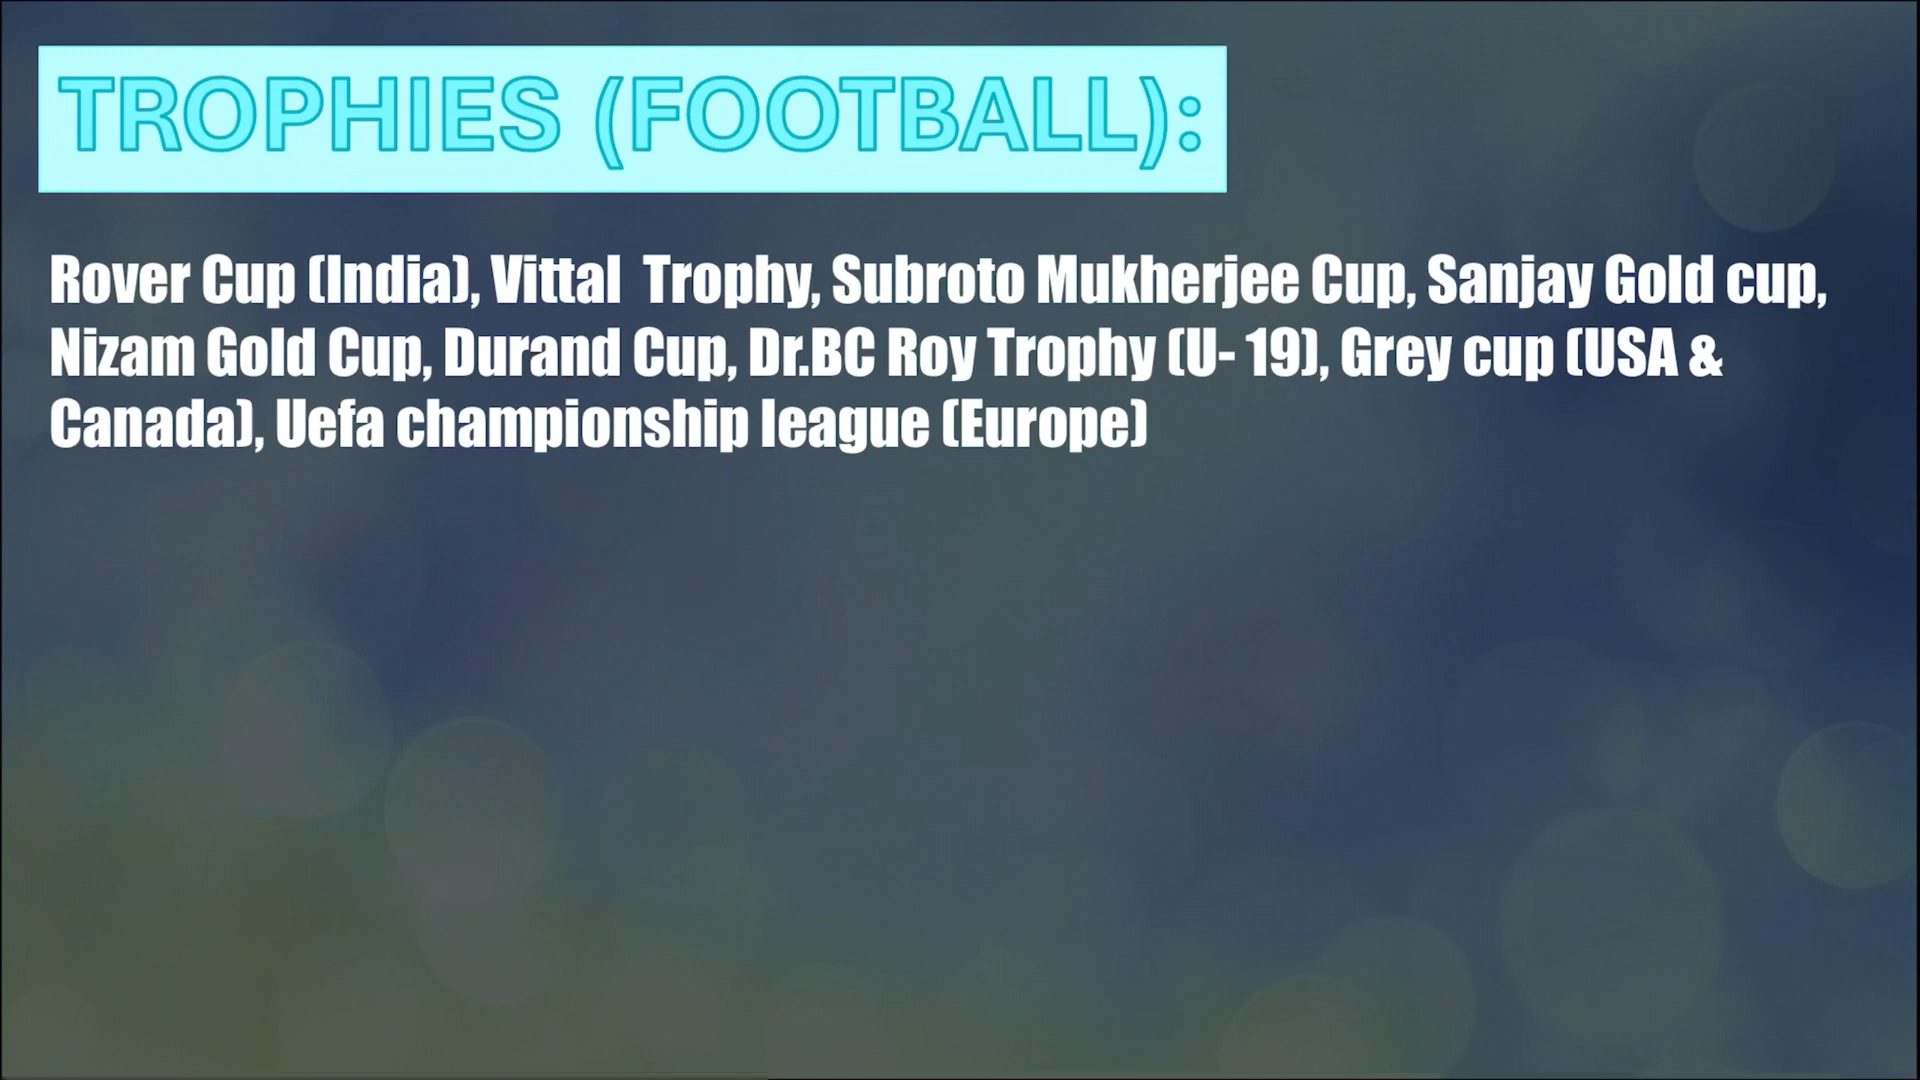 TROPHIES (FOOTBALL):
Rover Cup (India), Vittal  Trophy, Subroto Mukherjee Cup, Sanjay Gold cup,
Nizam Gold Cup, Durand Cup, Dr.BC Roy Trophy (U- 19), Grey cup (USA &
Canada), Uefa championship league (Europe)